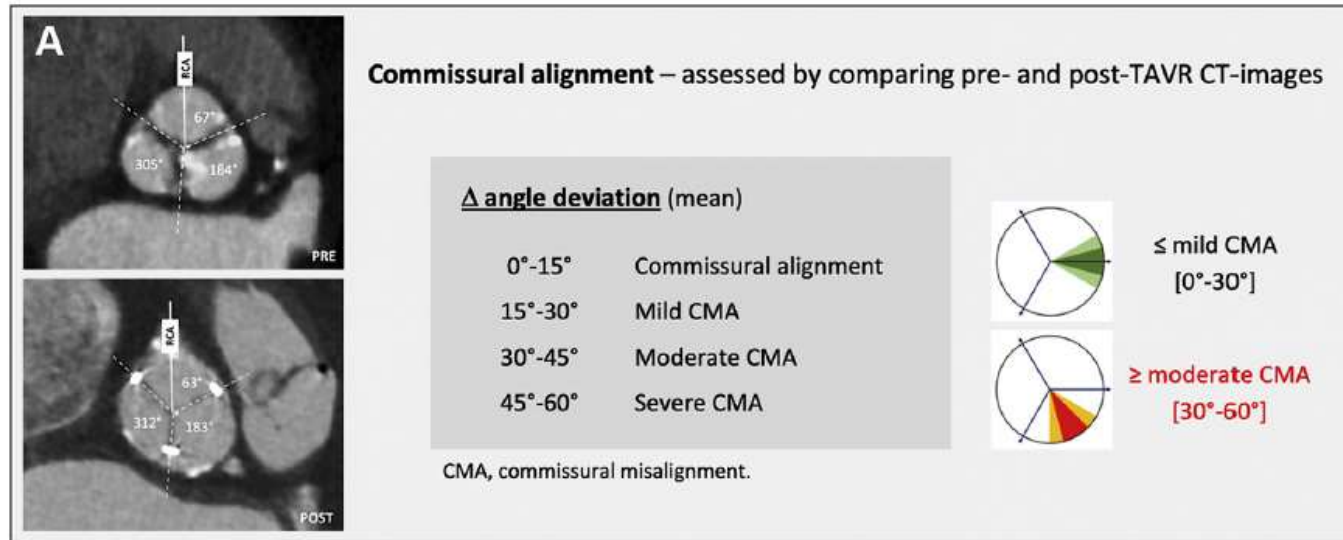 A
RCA
67°
305°
184°
PRE
RCA
63°
312°
183°
POST
Commissural alignment – assessed by comparing pre- and post-TAVR CT-images
Δ angle deviation (mean)
0°-15° Commissural alignment
15°-30° Mild CMA
30°-45° Moderate CMA
45°-60° Severe CMA
CMA, commissural misalignment.
≤ mild CMA
[0°-30°]
≥ moderate CMA
[30°-60°]